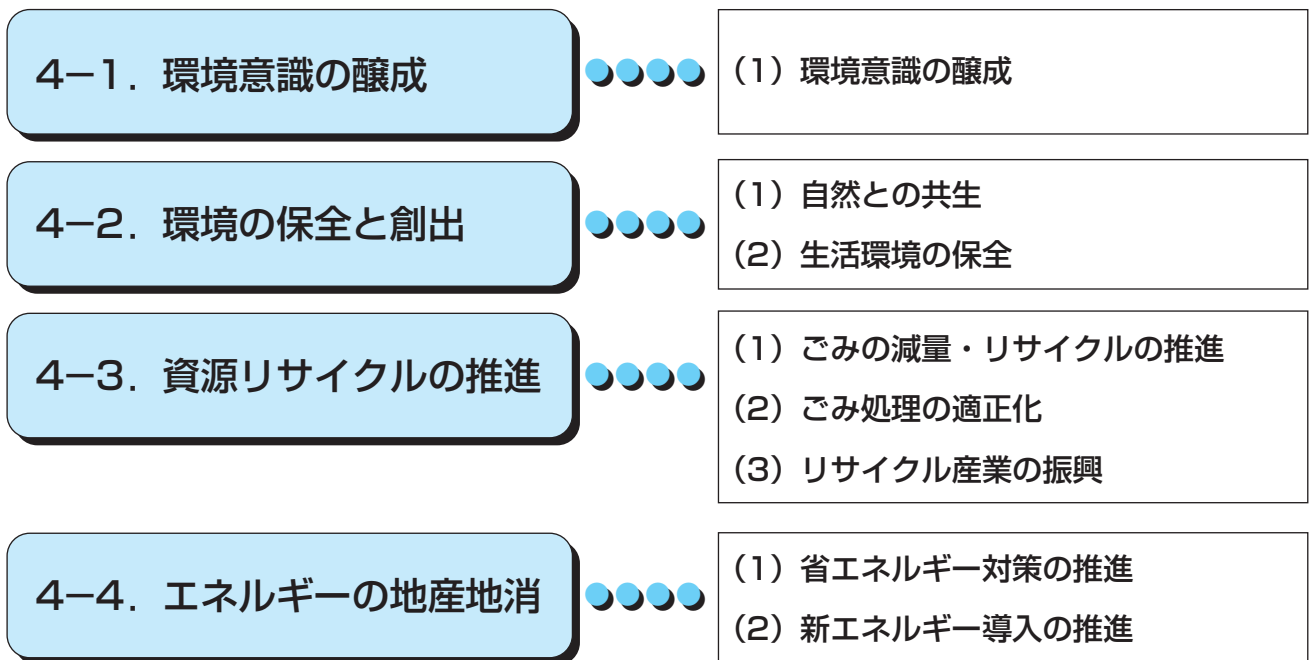 4−1．環境意識の醸成
（1）環境意識の醸成
4−2．環境の保全と創出
（1）自然との共生
（2）生活環境の保全
4−3．資源リサイクルの推進
（1）ごみの減量・リサイクルの推進
（2）ごみ処理の適正化
（3）リサイクル産業の振興
4−4．エネルギーの地産地消
（1）省エネルギー対策の推進
（2）新エネルギー導入の推進